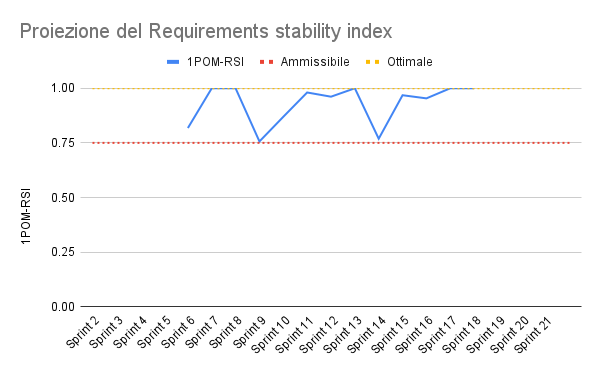 Proiezione del Requirements stability index
1POM-RSI Ammissibile Ottimale
1.00
0.75
0.50
0.25
0.00
1POM-RSI
Sprint 2 Sprint 3 Sprint 4 Sprint 5 Sprint 6 Sprint 7 Sprint 8 Sprint 9 Sprint 10 Sprint 11 Sprint 12 Sprint 13 Sprint 14 Sprint 15 Sprint 16 Sprint 17 Sprint 18 Sprint 19 Sprint 20 Sprint 21